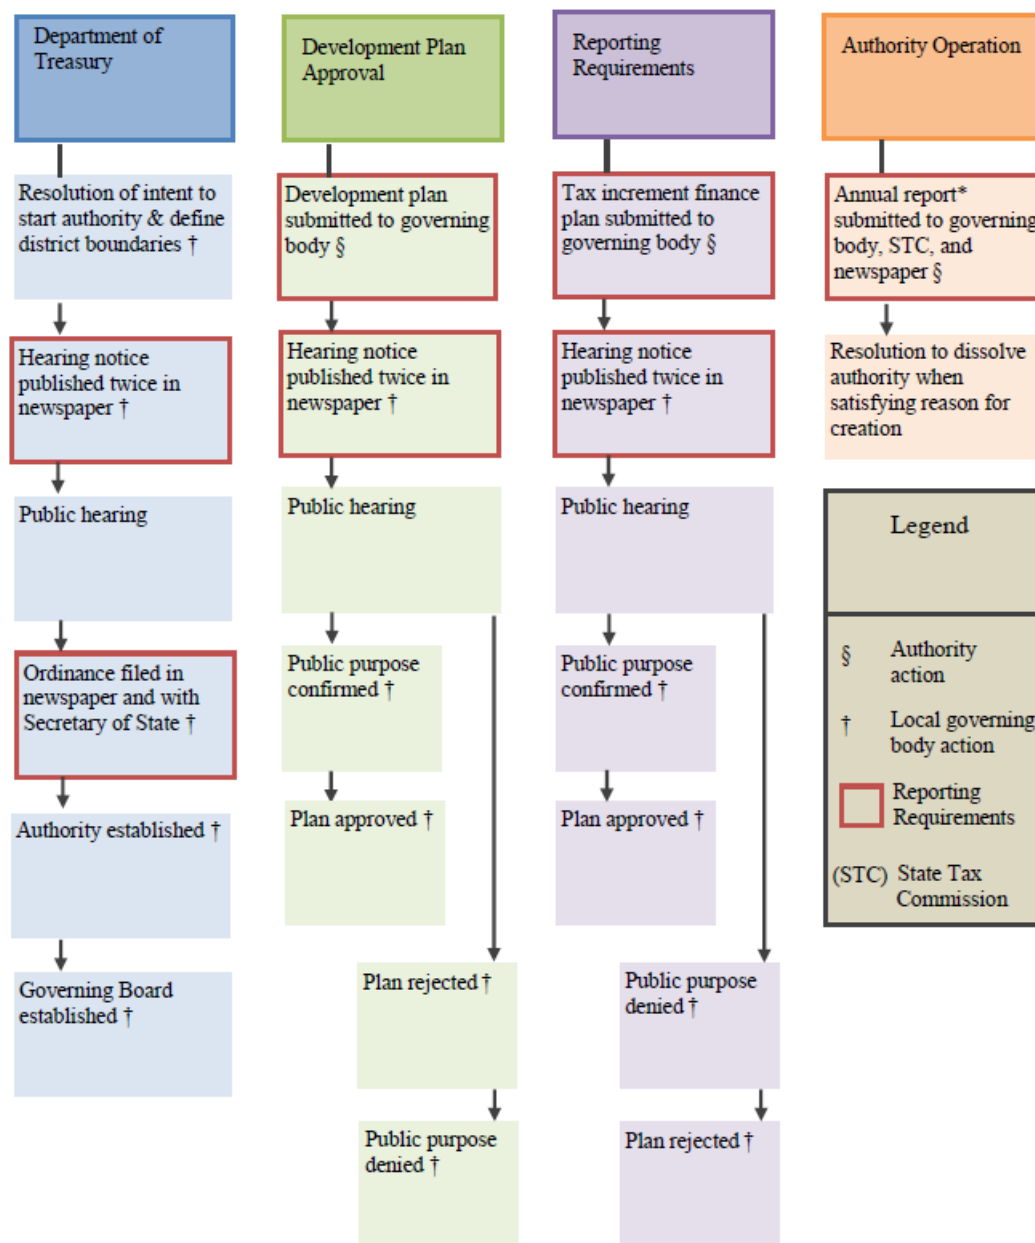 Department of
Treasury
Resolution of intent to
start authority & define
district boundaries †
Hearing notice
published twice in
newspaper †
Public hearing
Ordinance filed in
newspaper and with
Secretary of State †
Authority established †
Governing Board
established †
Development Plan
Approval
Development plan
submitted to governing
body §
Hearing notice
published twice in
newspaper †
Public hearing
Public purpose
confirmed †
Plan approved †
Plan rejected †
Public purpose
denied †
Reporting
Requirements
Tax increment finance
plan submitted to
governing body §
Hearing notice
published twice in
newspaper †
Public hearing
Public purpose
confirmed †
Plan approved †
Public purpose
denied †
Plan rejected †
Authority Operation
Annual report*
submitted to governing
body, STC, and
newspaper §
Resolution to dissolve
authority when
satisfying reason for
creation
Legend
§ Authority
action
† Local governing
body action
Reporting
Requirements
(STC) State Tax
Commission